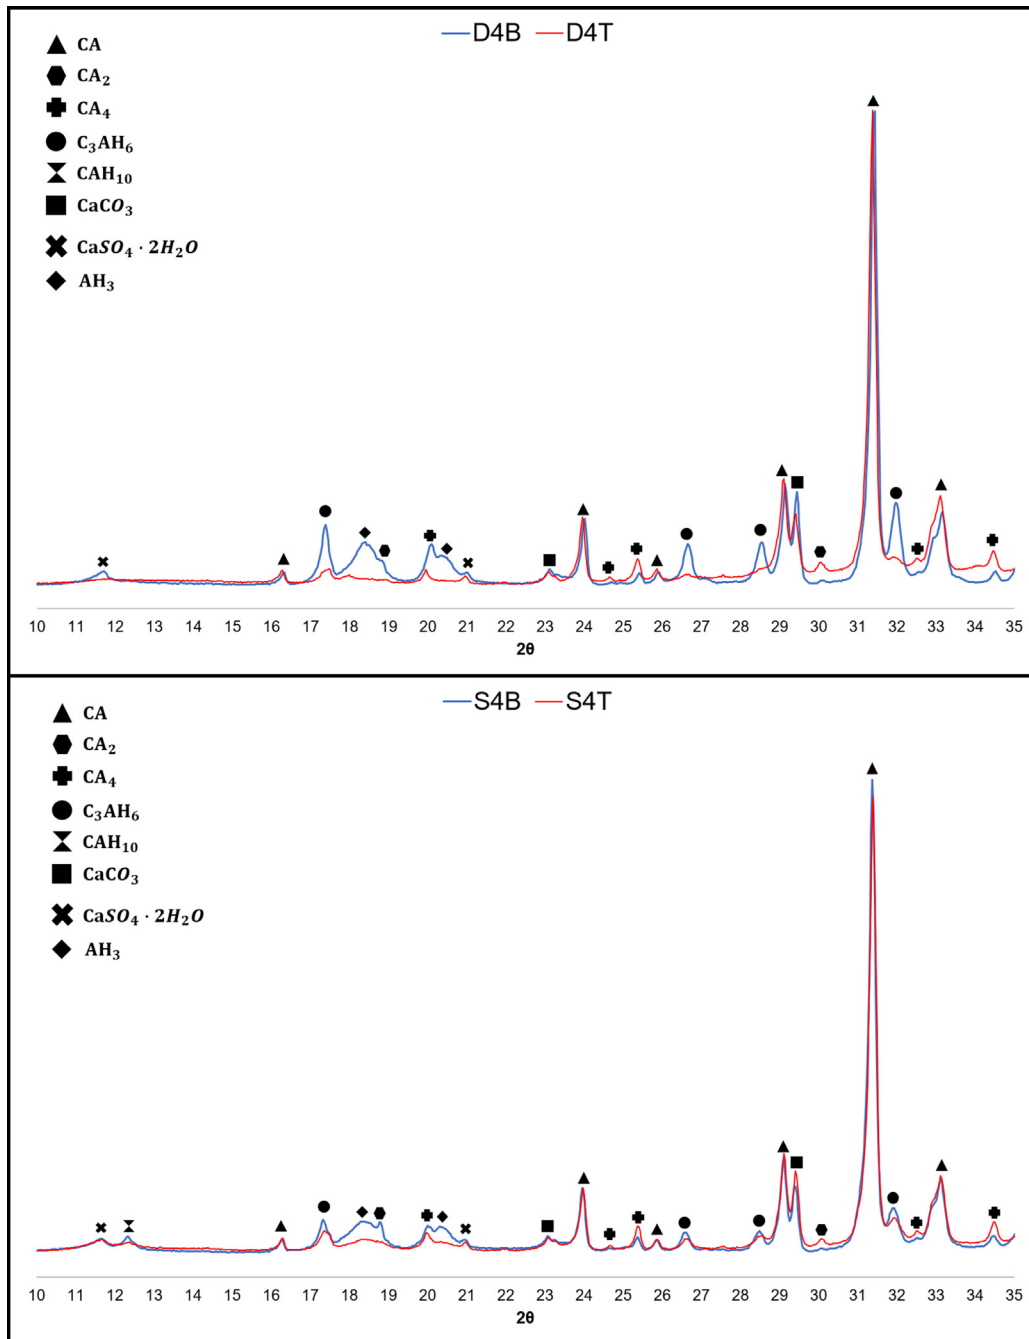 D4B D4T
CA
CA₂
CA₄
C₃AH₆
CAH₁₀
CaCO₃
CaSO₄ · 2H₂O
AH₃
10 11 12 13 14 15 16 17 18 19 20 21 22 23 24 25 26 27 28 29 30 31 32 33 34 35
2θ
S4B S4T
CA
CA₂
CA₄
C₃AH₆
CAH₁₀
CaCO₃
CaSO₄ · 2H₂O
AH₃
10 11 12 13 14 15 16 17 18 19 20 21 22 23 24 25 26 27 28 29 30 31 32 33 34 35
2θ